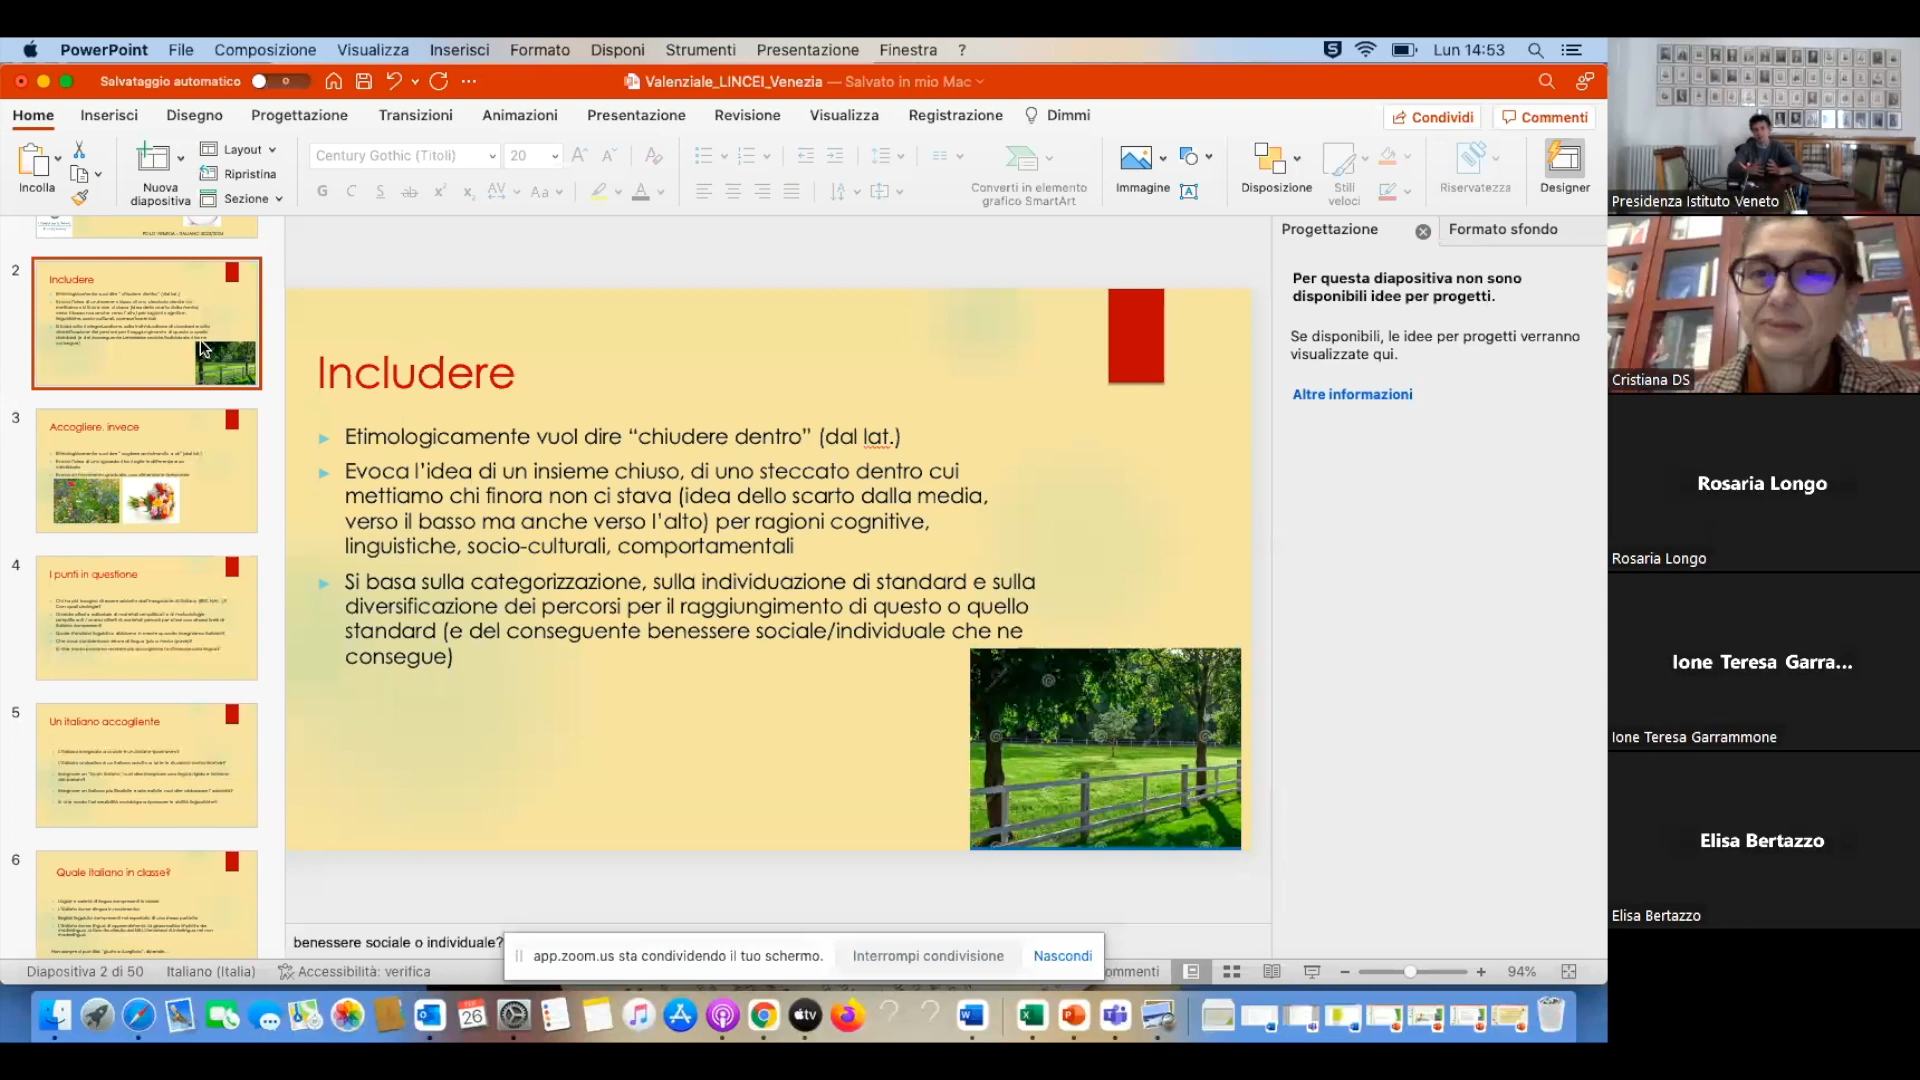 PowerPoint File Composizione Visualizza Inserisci Formato Disponi Strumenti Presentazione Finestra ?
Lun 14:53
Salvataggio automatico
Valenziale_LINCEI_Venezia — Salvato in mio Mac
Home Inserisci Disegno Progettazione Transizioni Animazioni Presentazione Revisione Visualizza Registrazione Dimmi
Condividi
Commenti
Incolla
Nuova
diapositiva
Layout
Ripristina
Sezione
Century Gothic (Titoli)
20
G C S ab
Converti in elemento
grafico SmartArt
Immagine
Disposizione
Stili
veloci
Riservatezza
Designer
2
Includere
3
Accogliere, invece
4
I punti in questione
5
Un italiano accogliente
6
Quale italiano in classe?
Includere
Etimologicamente vuol dire “chiudere dentro” (dal lat.)
Evoca l’idea di un insieme chiuso, di uno steccato dentro cui
mettiamo chi finora non ci stava (idea dello scarto dalla media,
verso il basso ma anche verso l’alto) per ragioni cognitive,
linguistiche, socio-culturali, comportamentali
Si basa sulla categorizzazione, sulla individuazione di standard e sulla
diversificazione dei percorsi per il raggiungimento di questo o quello
standard (e del conseguente benessere sociale/individuale che ne
consegue)
Progettazione
Formato sfondo
Per questa diapositiva non sono
disponibili idee per progetti.
Se disponibili, le idee per progetti verranno
visualizzate qui.
Altre informazioni
benessere sociale o individuale?
app.zoom.us sta condividendo il tuo schermo.
Interrompi condivisione
Nascondi
Diapositiva 2 di 50
Italiano (Italia)
Accessibilità: verifica
ommenti
94%
26
tv
Presidenza Istituto Veneto
Cristiana DS
Rosaria Longo
Rosaria Longo
Ione Teresa Garra...
Ione Teresa Garrammone
Elisa Bertazzo
Elisa Bertazzo